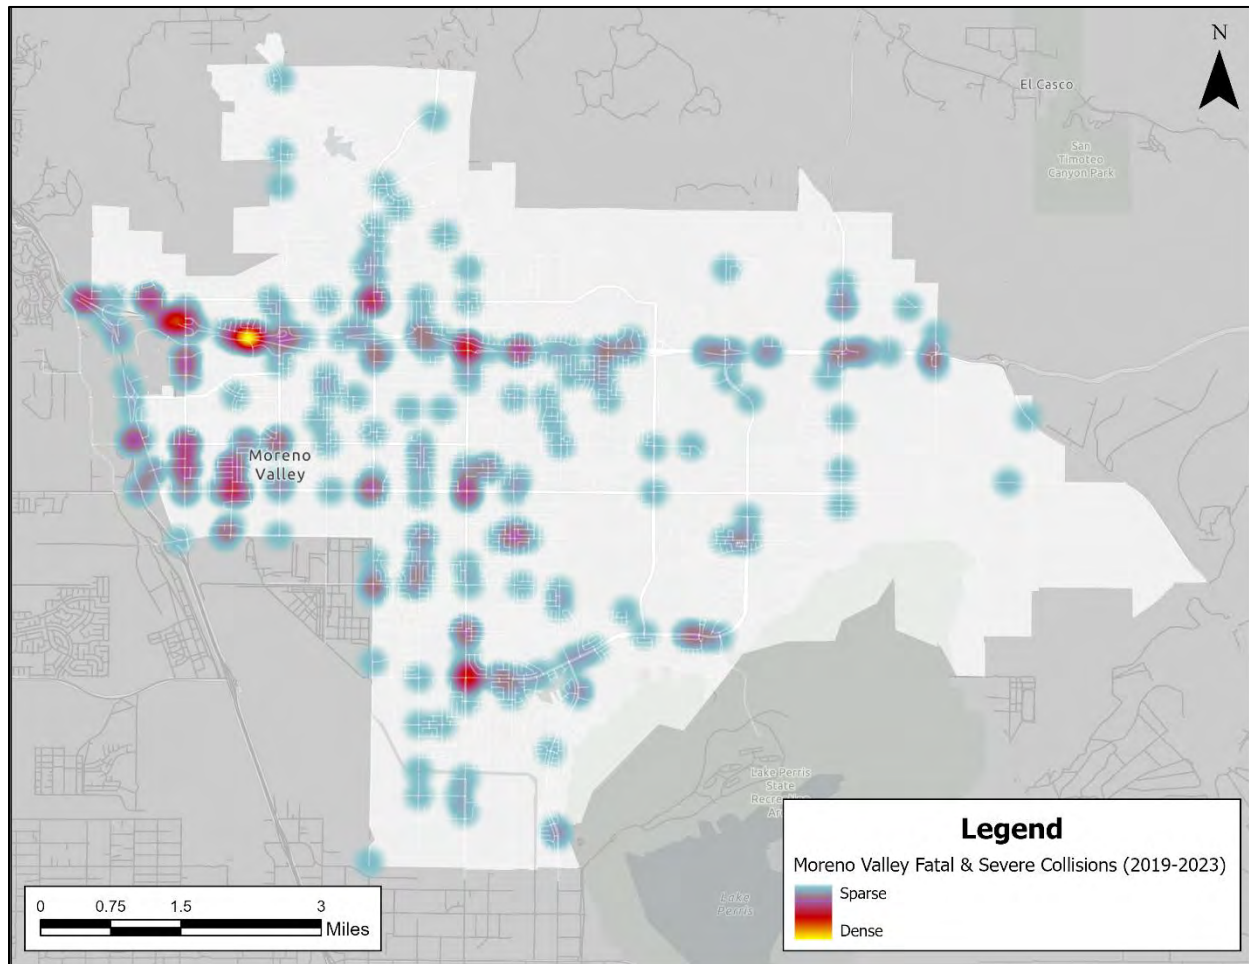 N
El Casco
San
Timoteo
Canyon Park
Moreno
Valley
Lake Perris
State
Recreation
Lake
Perris
Legend
Moreno Valley Fatal & Severe Collisions (2019-2023)
Sparse
Dense
0 0.75 1.5 3
Miles